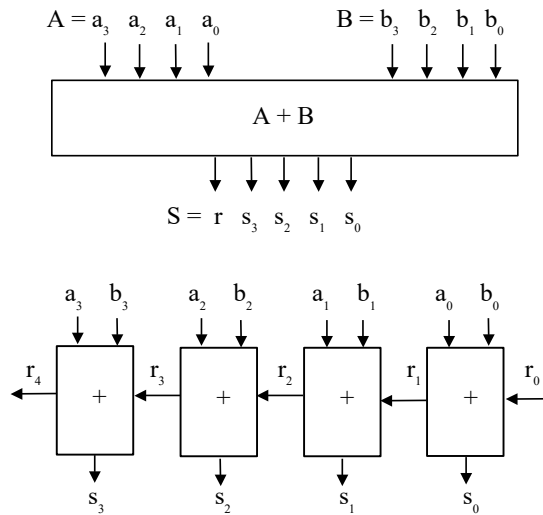 A = a₃ a₂ a₁ a₀ B = b₃ b₂ b₁ b₀
A + B
S = r s₃ s₂ s₁ s₀
a₃ b₃ a₂ b₂ a₁ b₁ a₀ b₀
r₄ r₃ r₂ r₁ r₀
+ + + +
s₃ s₂ s₁ s₀